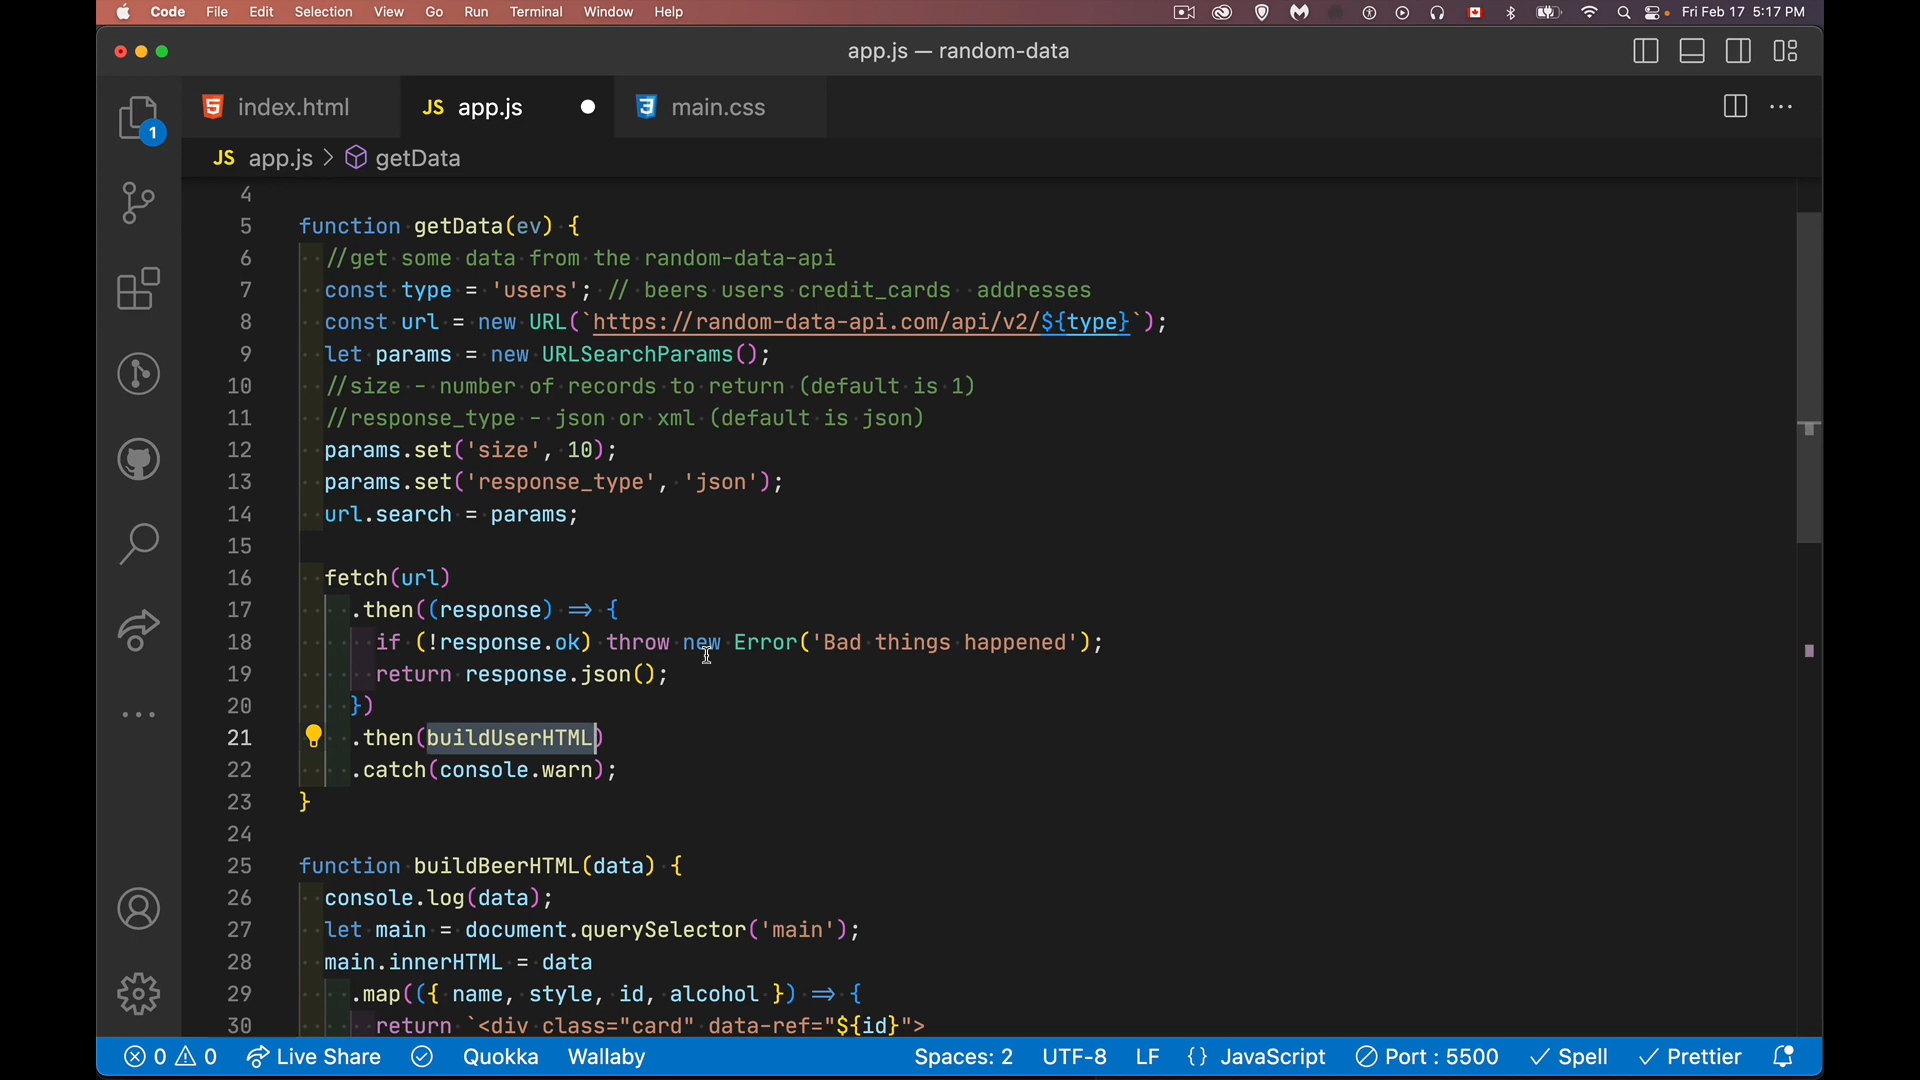 Code File Edit Selection View Go Run Terminal Window Help Fri Feb 17 5:17 PM
app.js — random-data
index.html JS app.js main.css
1
JS app.js > getData
4
5 function getData(ev) {
6 //get some data from the random-data-api
7 const type = 'users'; // beers users credit_cards addresses
8 const url = new URL(`https://random-data-api.com/api/v2/${type}`);
9 let params = new URLSearchParams();
10 //size - number of records to return (default is 1)
11 //response_type - json or xml (default is json)
12 params.set('size', 10);
13 params.set('response_type', 'json');
14 url.search = params;
15
16 fetch(url)
17 .then((response) => {
18 if (!response.ok) throw new Error('Bad things happened');
19 return response.json();
20 })
21 .then(buildUserHTML)
22 .catch(console.warn);
23 }
24
25 function buildBeerHTML(data) {
26 console.log(data);
27 let main = document.querySelector('main');
28 main.innerHTML = data
29 .map(({ name, style, id, alcohol }) => {
30 return `<div class="card" data-ref="${id}">
0 0 Live Share Quokka Wallaby Spaces: 2 UTF-8 LF {} JavaScript Port : 5500 Spell Prettier